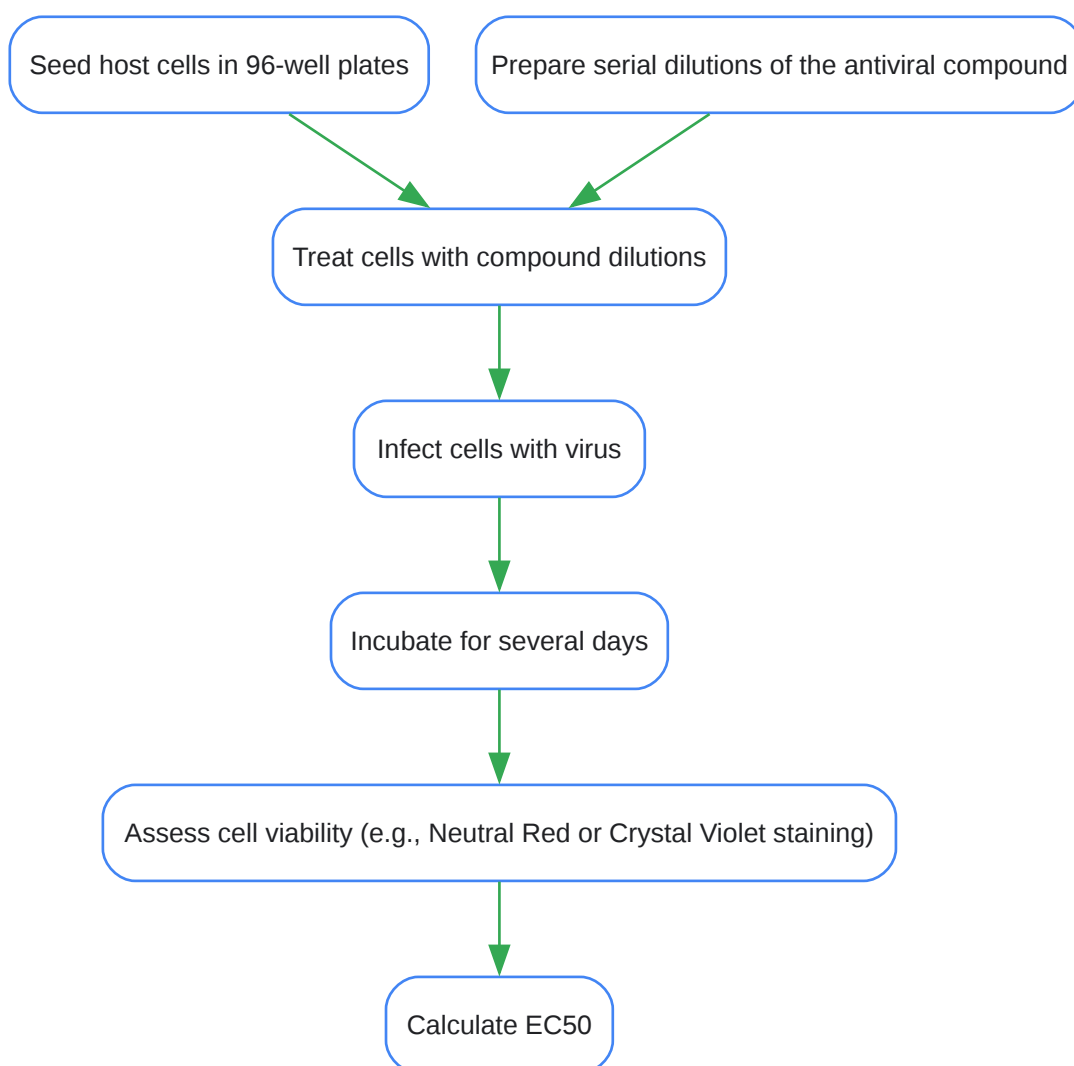 Seed host cells in 96-well plates
Prepare serial dilutions of the antiviral compound
Treat cells with compound dilutions
Infect cells with virus
Incubate for several days
Assess cell viability (e.g., Neutral Red or Crystal Violet staining)
Calculate EC50